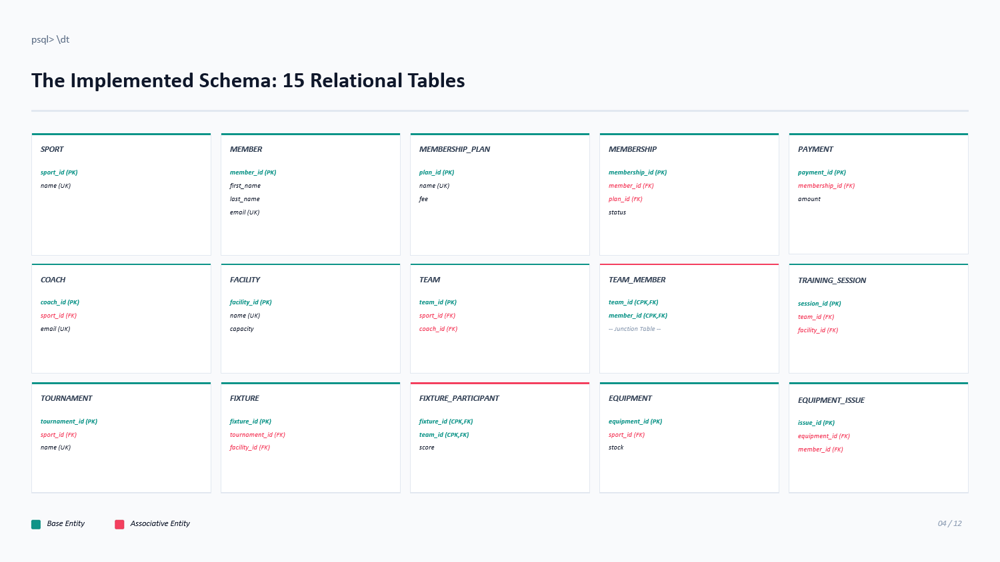 psql> \dt
The Implemented Schema: 15 Relational Tables
SPORT
sport_id (PK)
name (UK)
MEMBER
member_id (PK)
first_name
last_name
email (UK)
MEMBERSHIP_PLAN
plan_id (PK)
name (UK)
fee
MEMBERSHIP
membership_id (PK)
member_id (FK)
plan_id (FK)
status
PAYMENT
payment_id (PK)
membership_id (FK)
amount
COACH
coach_id (PK)
sport_id (FK)
email (UK)
FACILITY
facility_id (PK)
name (UK)
capacity
TEAM
team_id (PK)
sport_id (FK)
coach_id (FK)
TEAM_MEMBER
team_id (CPK,FK)
member_id (CPK,FK)
-- Junction Table --
TRAINING_SESSION
session_id (PK)
team_id (FK)
facility_id (FK)
TOURNAMENT
tournament_id (PK)
sport_id (FK)
name (UK)
FIXTURE
fixture_id (PK)
tournament_id (FK)
facility_id (FK)
FIXTURE_PARTICIPANT
fixture_id (CPK,FK)
team_id (CPK,FK)
score
EQUIPMENT
equipment_id (PK)
sport_id (FK)
stock
EQUIPMENT_ISSUE
issue_id (PK)
equipment_id (FK)
member_id (FK)
Base Entity
Associative Entity
04 / 12